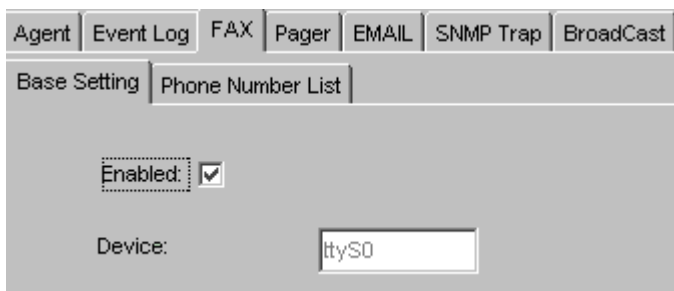 Agent Event Log FAX Pager EMAIL SNMP Trap BroadCast
Base Setting Phone Number List
Enabled:
Device: ttyS0